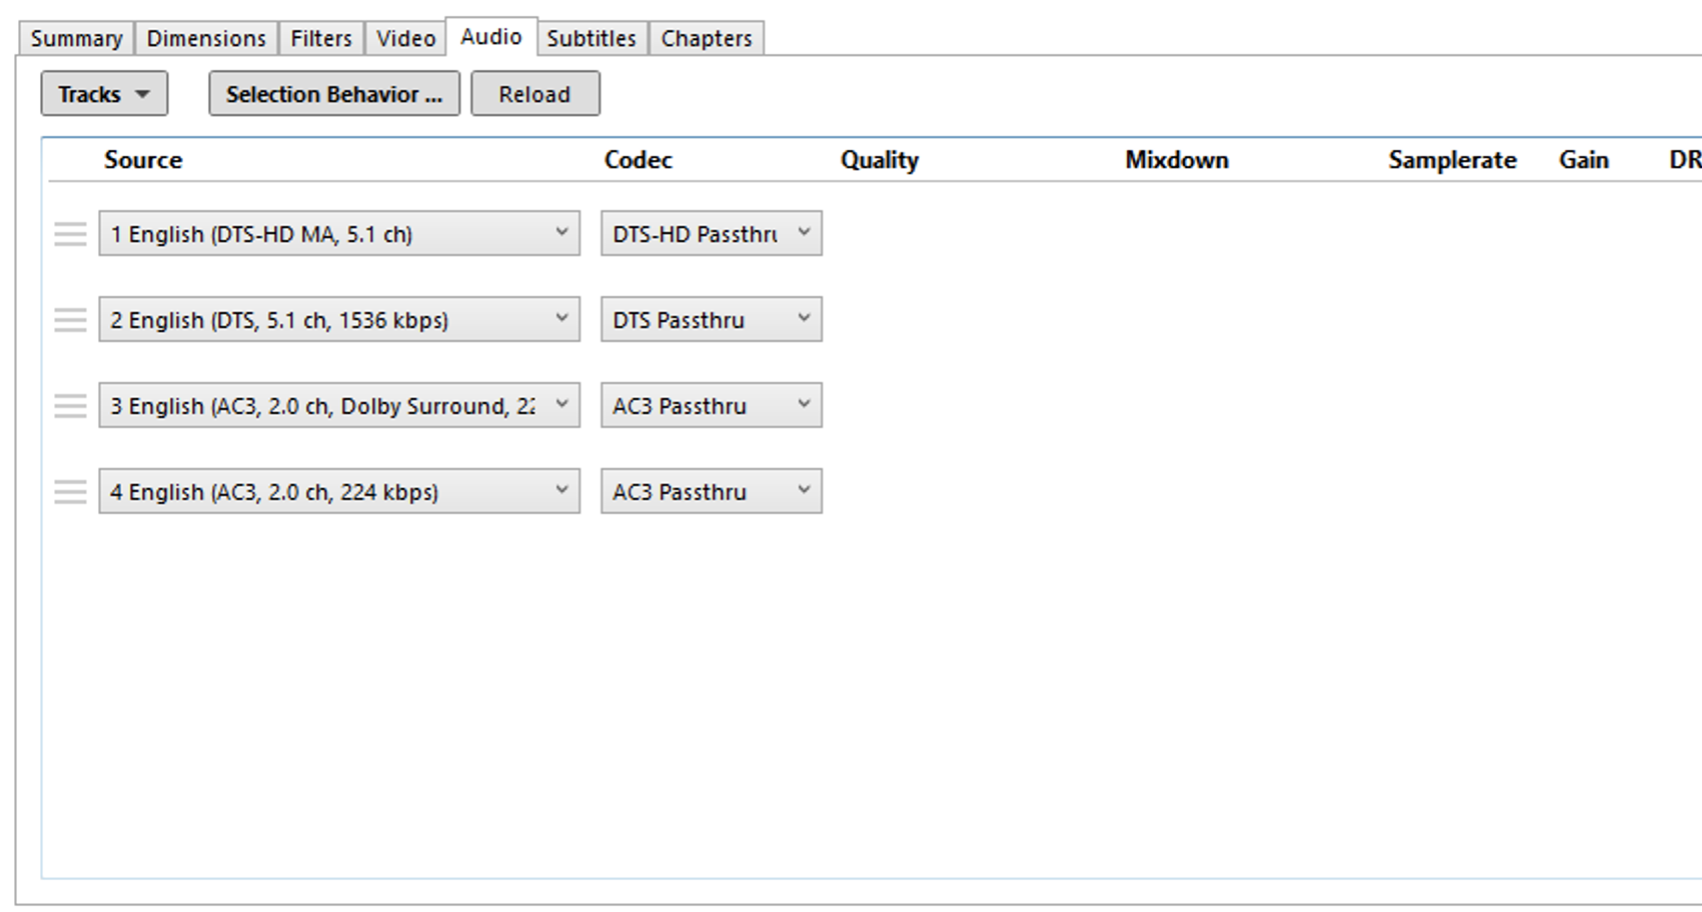 Summary Dimensions Filters Video Audio Subtitles Chapters
Tracks Selection Behavior ... Reload
Source Codec Quality Mixdown Samplerate Gain DR
1 English (DTS-HD MA, 5.1 ch) DTS-HD Passthru
2 English (DTS, 5.1 ch, 1536 kbps) DTS Passthru
3 English (AC3, 2.0 ch, Dolby Surround, 22 AC3 Passthru
4 English (AC3, 2.0 ch, 224 kbps) AC3 Passthru